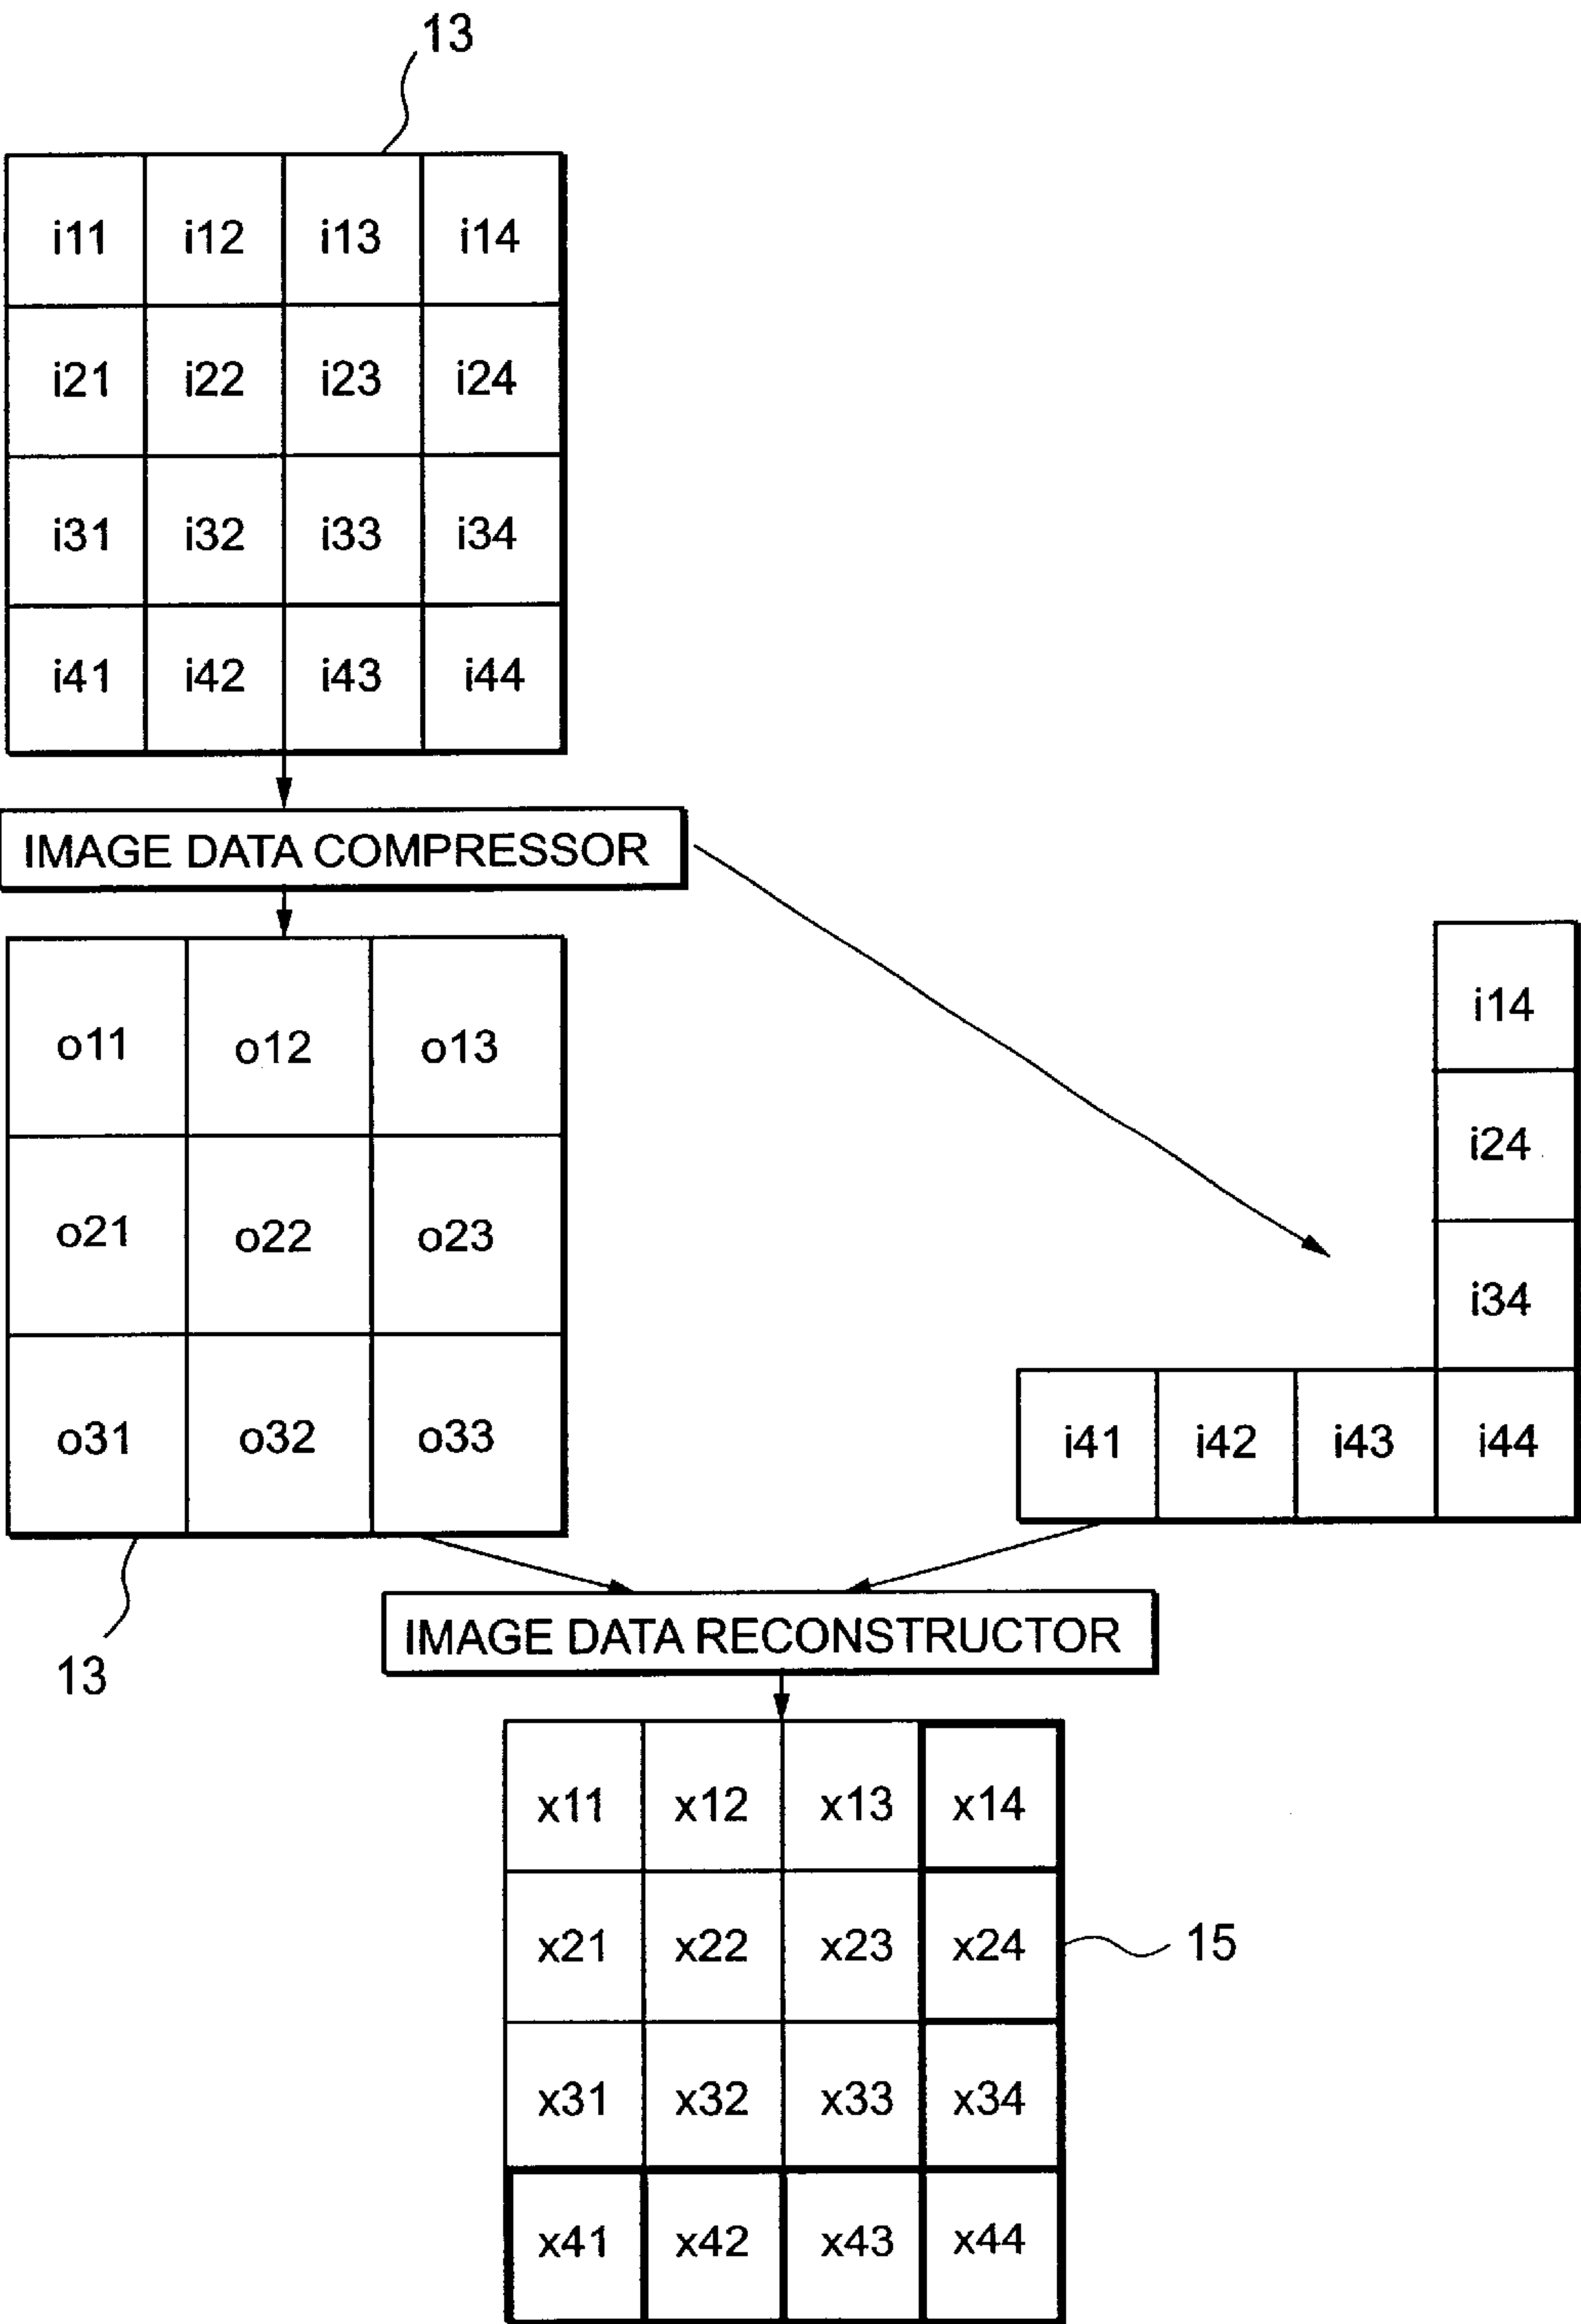 13
i11 i12 i13 i14
i21 i22 i23 i24
i31 i32 i33 i34
i41 i42 i43 i44
IMAGE DATA COMPRESSOR
o11 o12 o13
o21 o22 o23
o31 o32 o33
13
i14
i24
i34
i41 i42 i43 i44
IMAGE DATA RECONSTRUCTOR
x11 x12 x13 x14
x21 x22 x23 x24
15
x31 x32 x33 x34
x41 x42 x43 x44